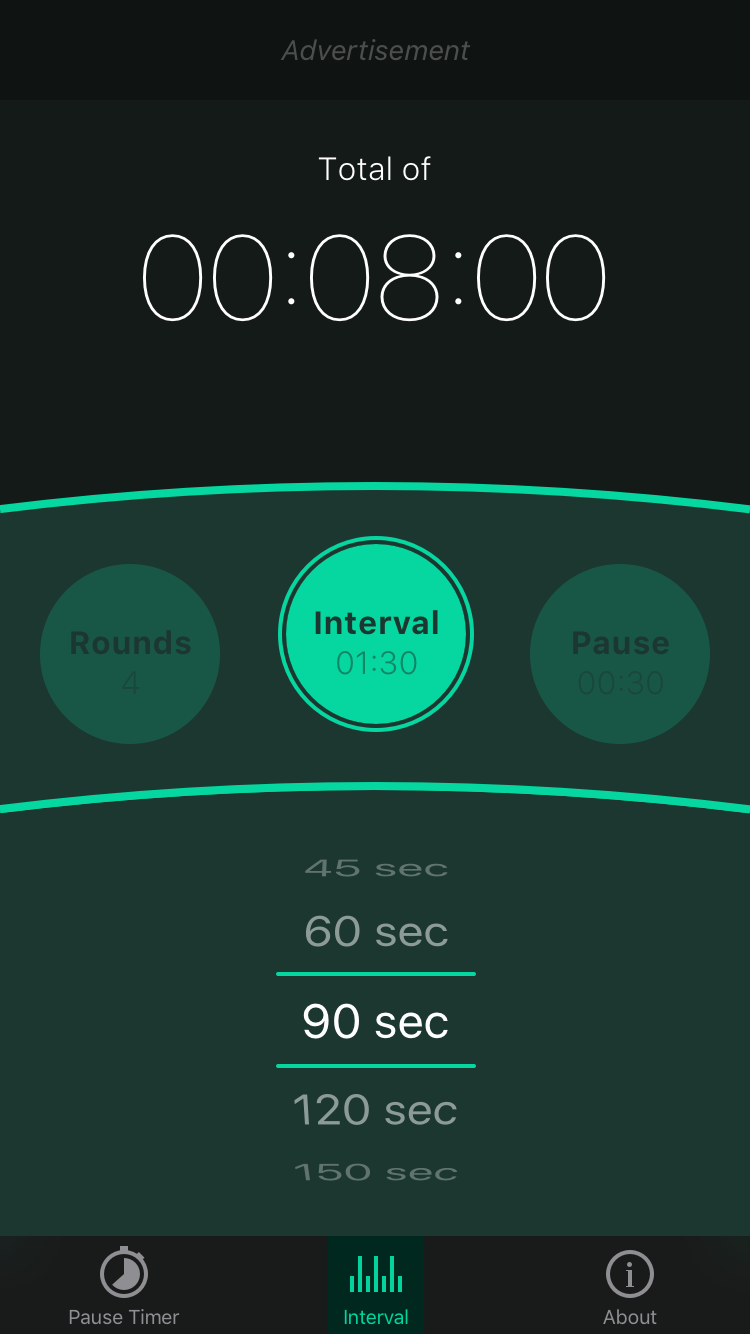 Advertisement
Total of
00:08:00
Rounds
4
Interval
01:30
Pause
00:30
45 sec
60 sec
90 sec
120 sec
150 sec
Pause Timer
Interval
About